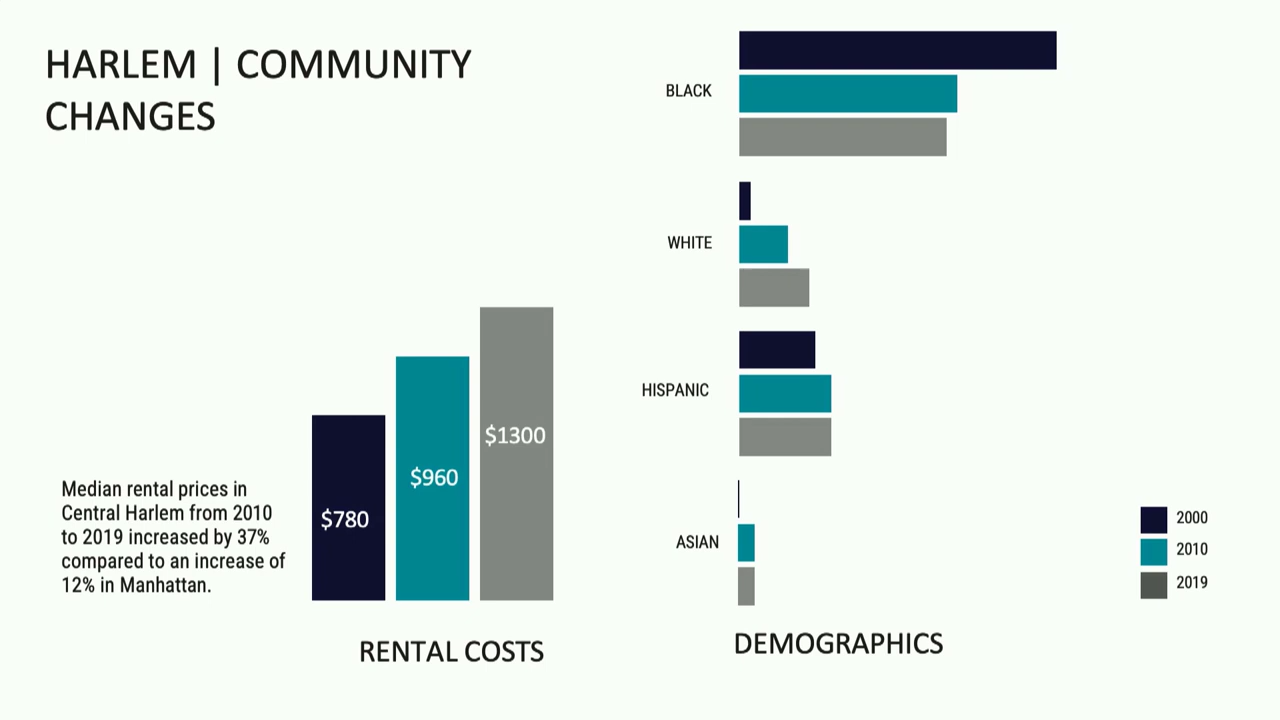 HARLEM | COMMUNITY
CHANGES
Median rental prices in
Central Harlem from 2010
to 2019 increased by 37%
compared to an increase of
12% in Manhattan.
$780
$960
$1300
RENTAL COSTS
BLACK
WHITE
HISPANIC
ASIAN
DEMOGRAPHICS
2000
2010
2019